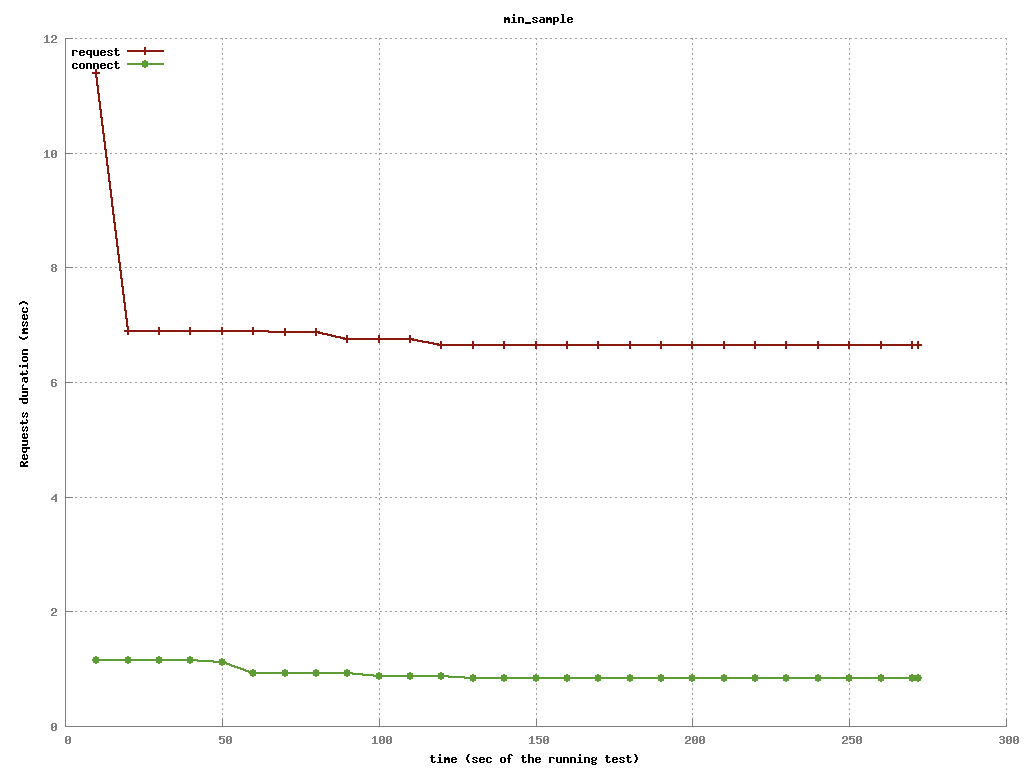 min_sample
12
request
connect
10
8
6
4
2
0
Requests duration (msec)
0 50 100 150 200 250 300
time (sec of the running test)